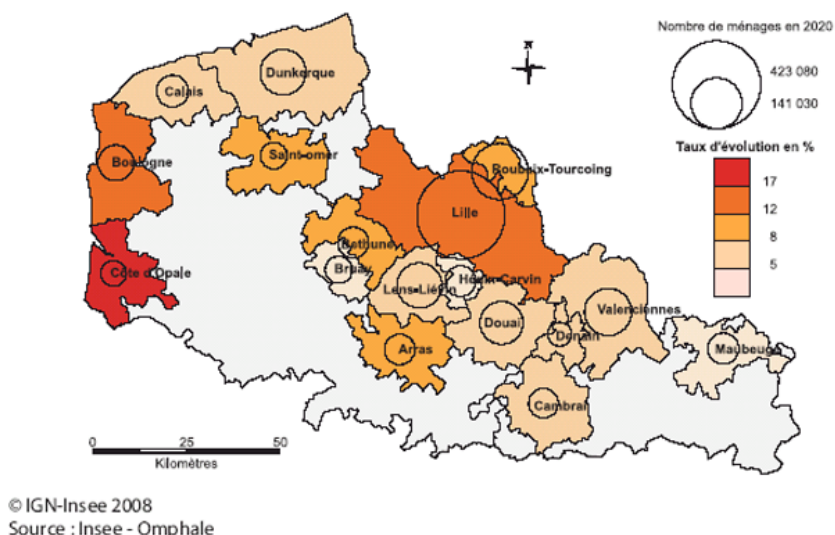 Nombre de ménages en 2020
423 080
141 030
Taux d'évolution en %
17
12
8
5
N
Dunkerque
Calais
Saint-omer
Boulogne
Roubaix-Tourcoing
Lille
Béthune
Bruay
Côte d'Opale
Lens-Liévin
Hénin-Carvin
Valenciennes
Douai
Denain
Arras
Maubeuge
Cambrai
0 25 50
Kilomètres
© IGN-Insee 2008
Source : Insee - Omphale